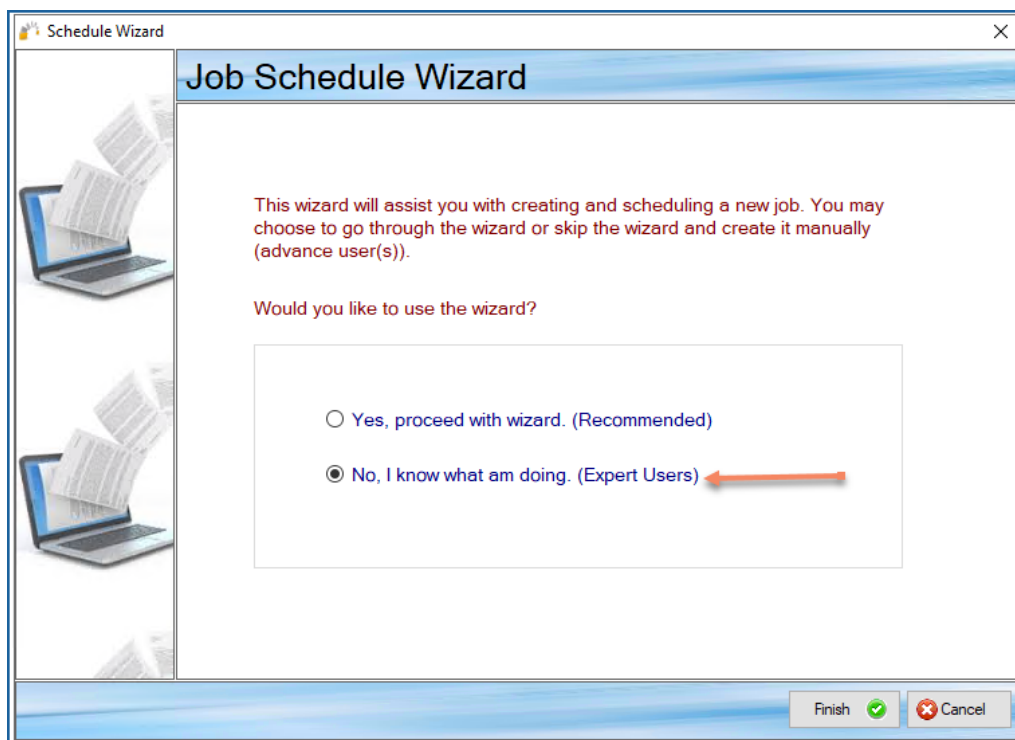 Schedule Wizard
Job Schedule Wizard
This wizard will assist you with creating and scheduling a new job. You may
choose to go through the wizard or skip the wizard and create it manually
(advance user(s)).
Would you like to use the wizard?
Yes, proceed with wizard. (Recommended)
No, I know what am doing. (Expert Users)
Finish
Cancel